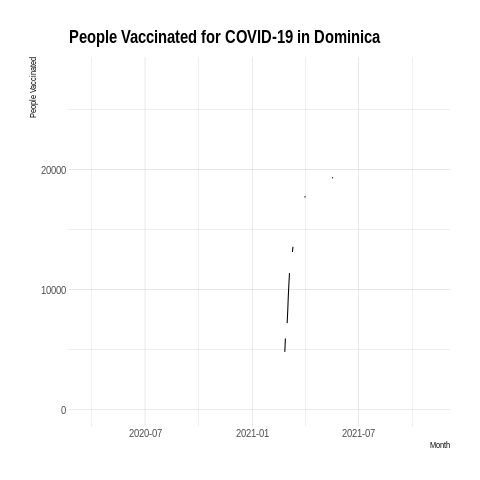 People Vaccinated for COVID-19 in Dominica
People Vaccinated
20000
10000
0
2020-07
2021-01
2021-07
Month